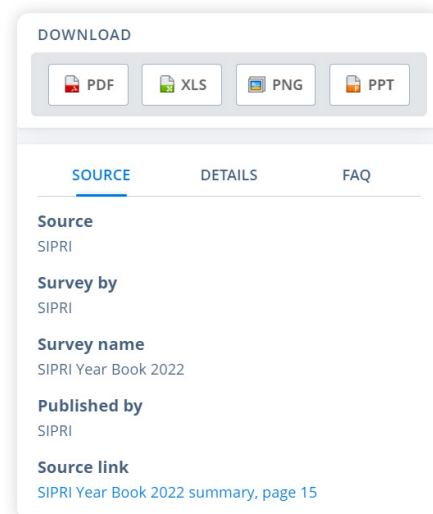 DOWNLOAD
PDF XLS PNG PPT
SOURCE DETAILS FAQ
Source
SIPRI
Survey by
SIPRI
Survey name
SIPRI Year Book 2022
Published by
SIPRI
Source link
SIPRI Year Book 2022 summary, page 15